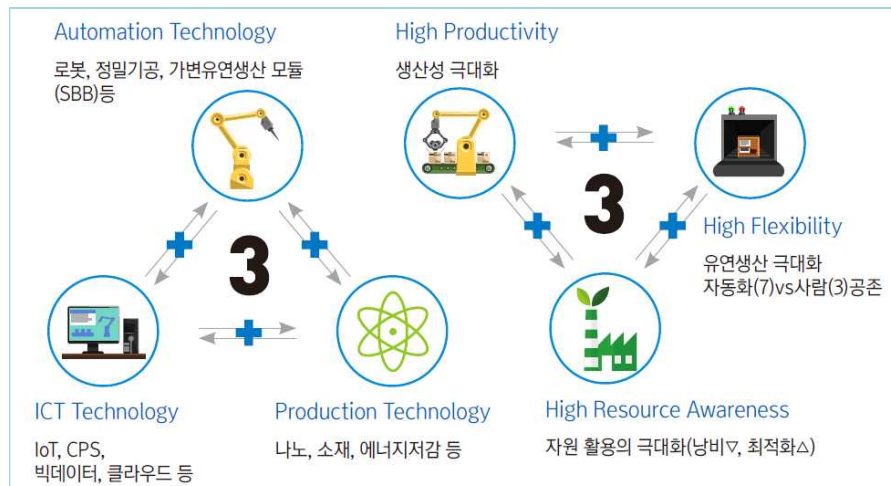 Automation Technology
로봇, 정밀기공, 가변유연생산 모듈
(SBB)등
3
ICT Technology
IoT, CPS,
빅데이터, 클라우드 등
Production Technology
나노, 소재, 에너지저감 등
High Productivity
생산성 극대화
3
High Flexibility
유연생산 극대화
자동화(7)vs사람(3)공존
High Resource Awareness
자원 활용의 극대화(낭비▽, 최적화△)